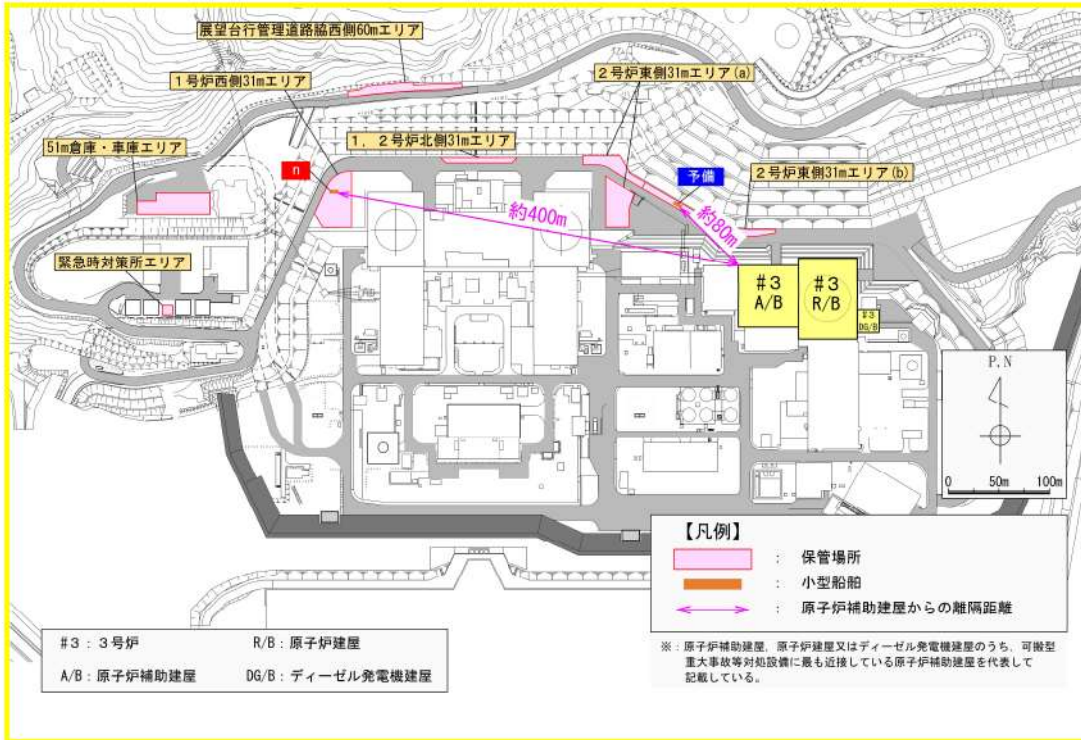 展望台行管理道路脇西側60mエリア
1号炉西側31mエリア
2号炉東側31mエリア(a)
51m倉庫・車庫エリア
1, 2号炉北側31mエリア
n
予備
2号炉東側31mエリア(b)
約400m
約80m
緊急時対策所エリア
#3
A/B
#3
R/B
#3
DG/B
P.N
0 50m 100m
【凡例】
: 保管場所
: 小型船舶
: 原子炉補助建屋からの離隔距離
#3：3号炉 R/B：原子炉建屋
A/B：原子炉補助建屋 DG/B：ディーゼル発電機建屋
※：原子炉補助建屋，原子炉建屋又はディーゼル発電機建屋のうち，可搬型
重大事故等対処設備に最も近接している原子炉補助建屋を代表して
記載している。